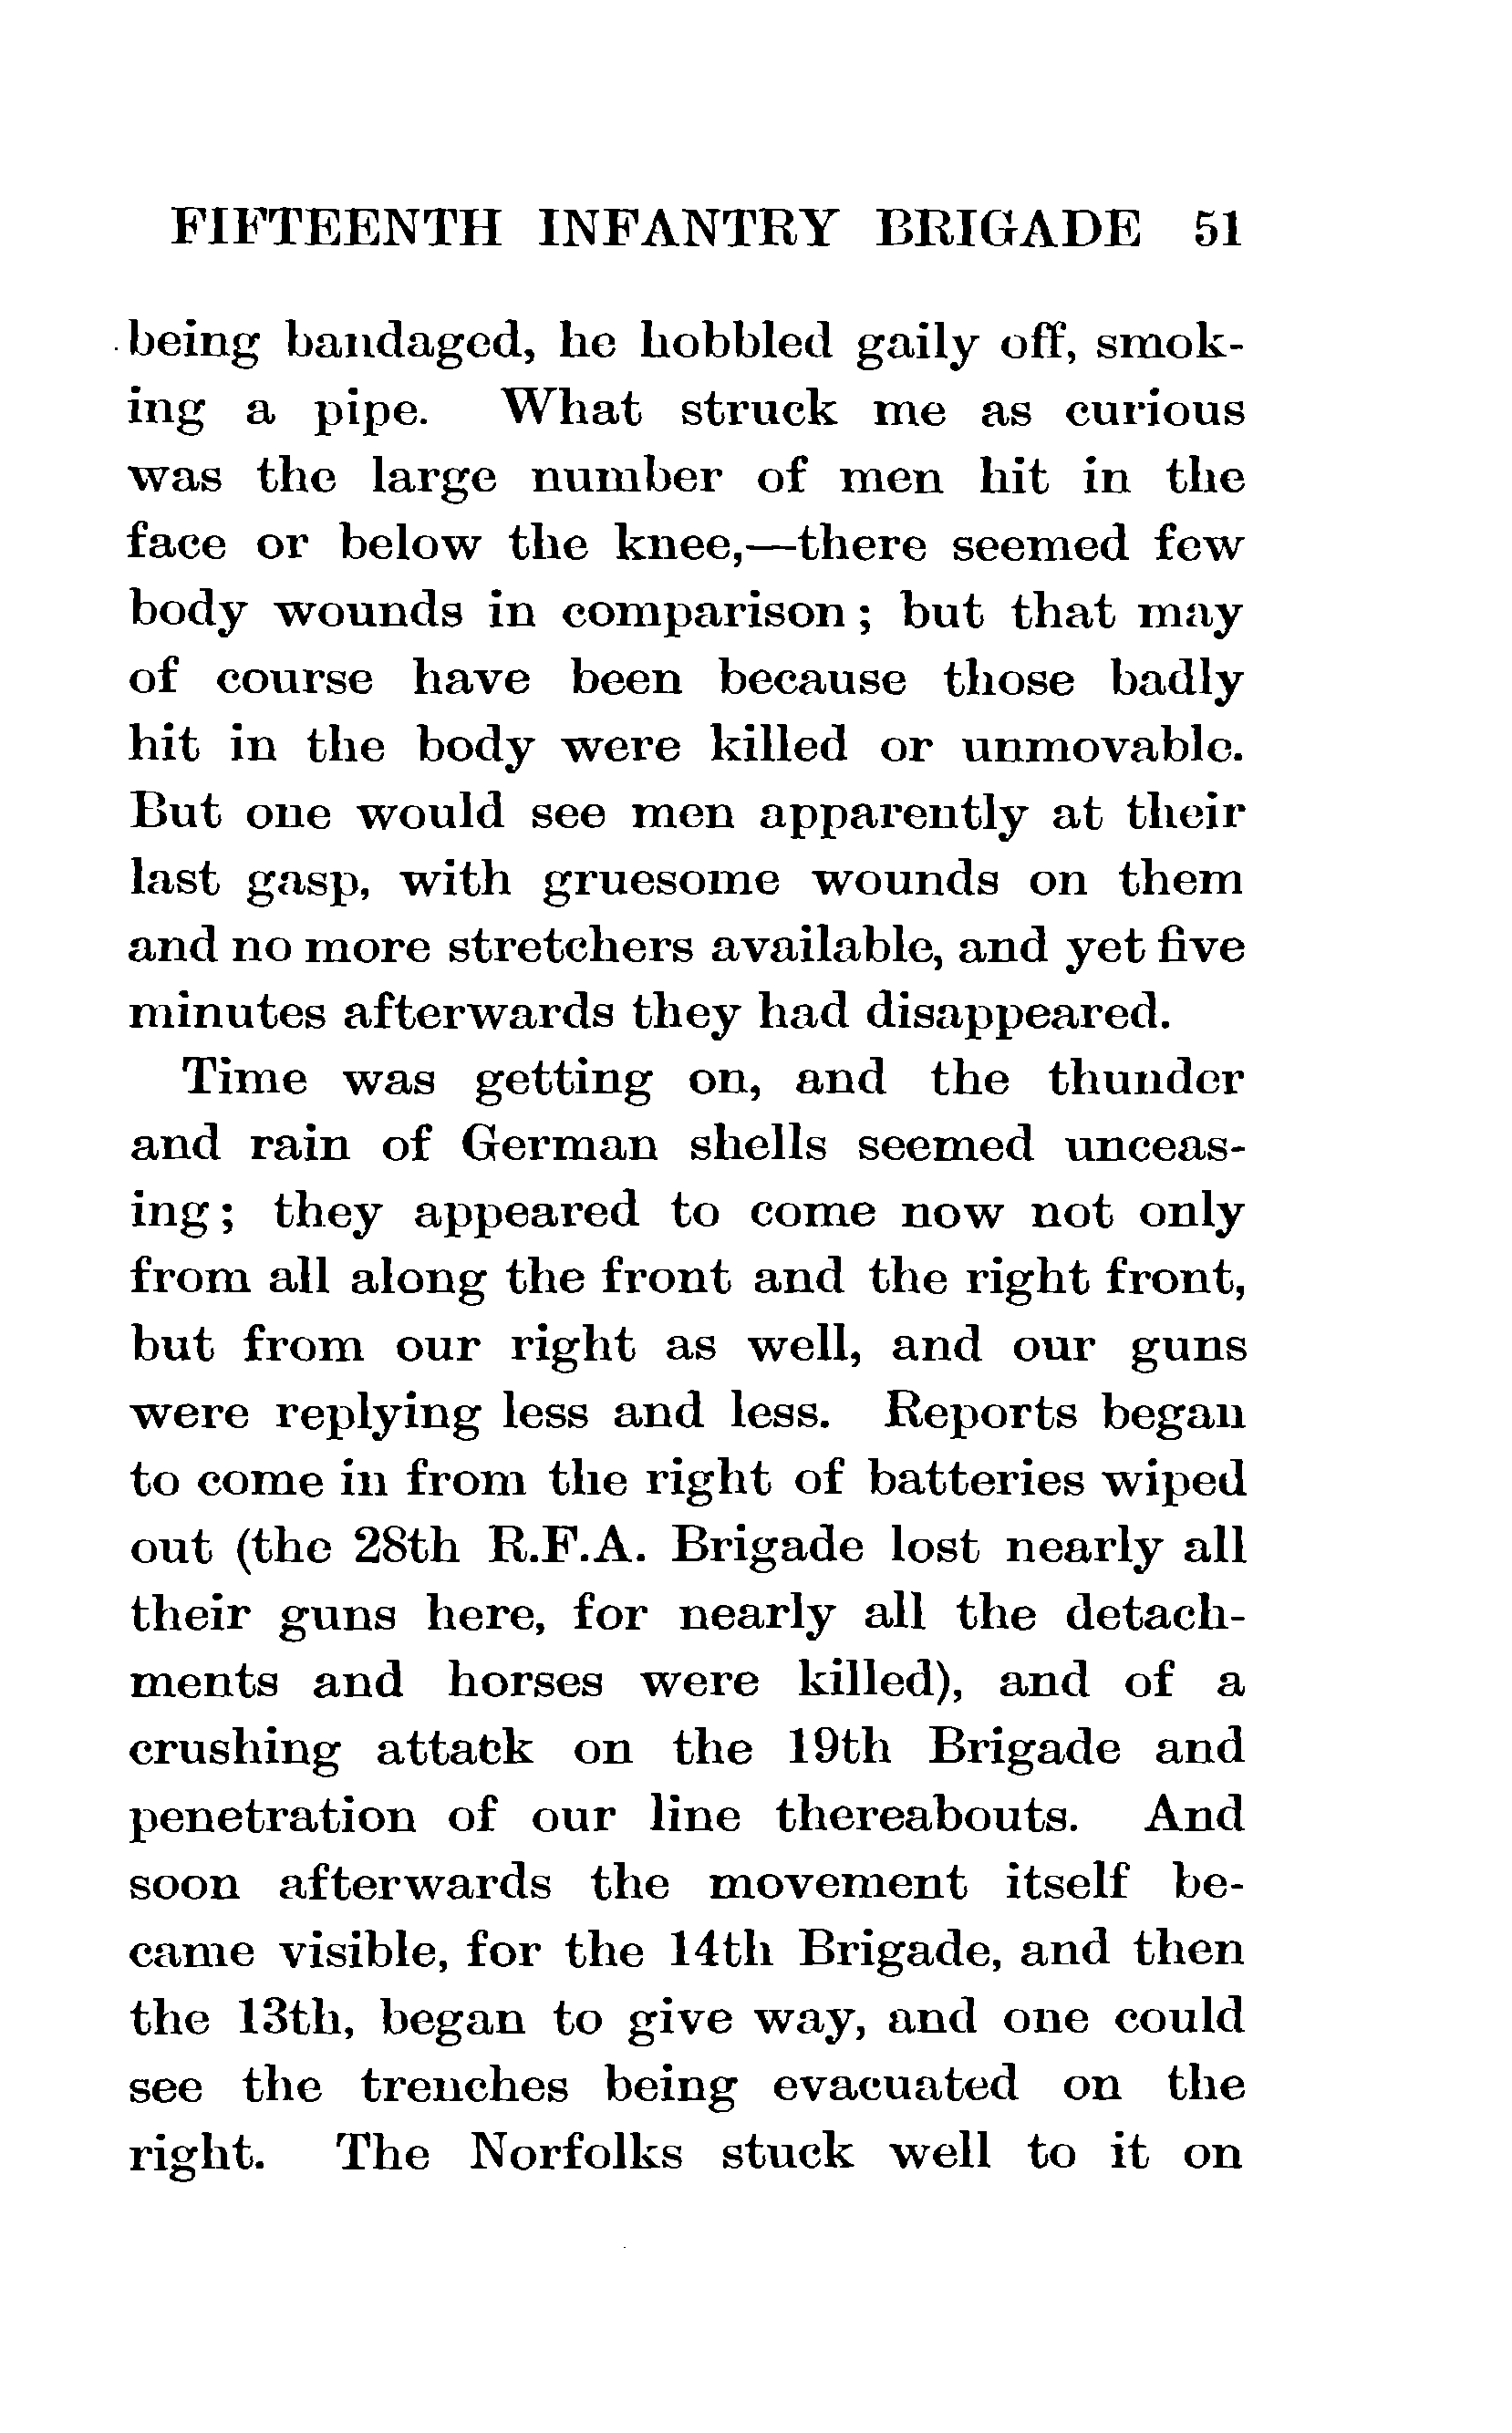 FIFTEENTH INFANTRY BRIGADE 51
being bandaged, he hobbled gaily off, smok-
ing a pipe. What struck me as curious
was the large number of men hit in the
face or below the knee,—there seemed few
body wounds in comparison; but that may
of course have been because those badly
hit in the body were killed or unmovable.
But one would see men apparently at their
last gasp, with gruesome wounds on them
and no more stretchers available, and yet five
minutes afterwards they had disappeared.
Time was getting on, and the thunder
and rain of German shells seemed unceas-
ing; they appeared to come now not only
from all along the front and the right front,
but from our right as well, and our guns
were replying less and less. Reports began
to come in from the right of batteries wiped
out (the 28th R.F.A. Brigade lost nearly all
their guns here, for nearly all the detach-
ments and horses were killed), and of a
crushing attack on the 19th Brigade and
penetration of our line thereabouts. And
soon afterwards the movement itself be-
came visible, for the 14th Brigade, and then
the 13th, began to give way, and one could
see the trenches being evacuated on the
right. The Norfolks stuck well to it on